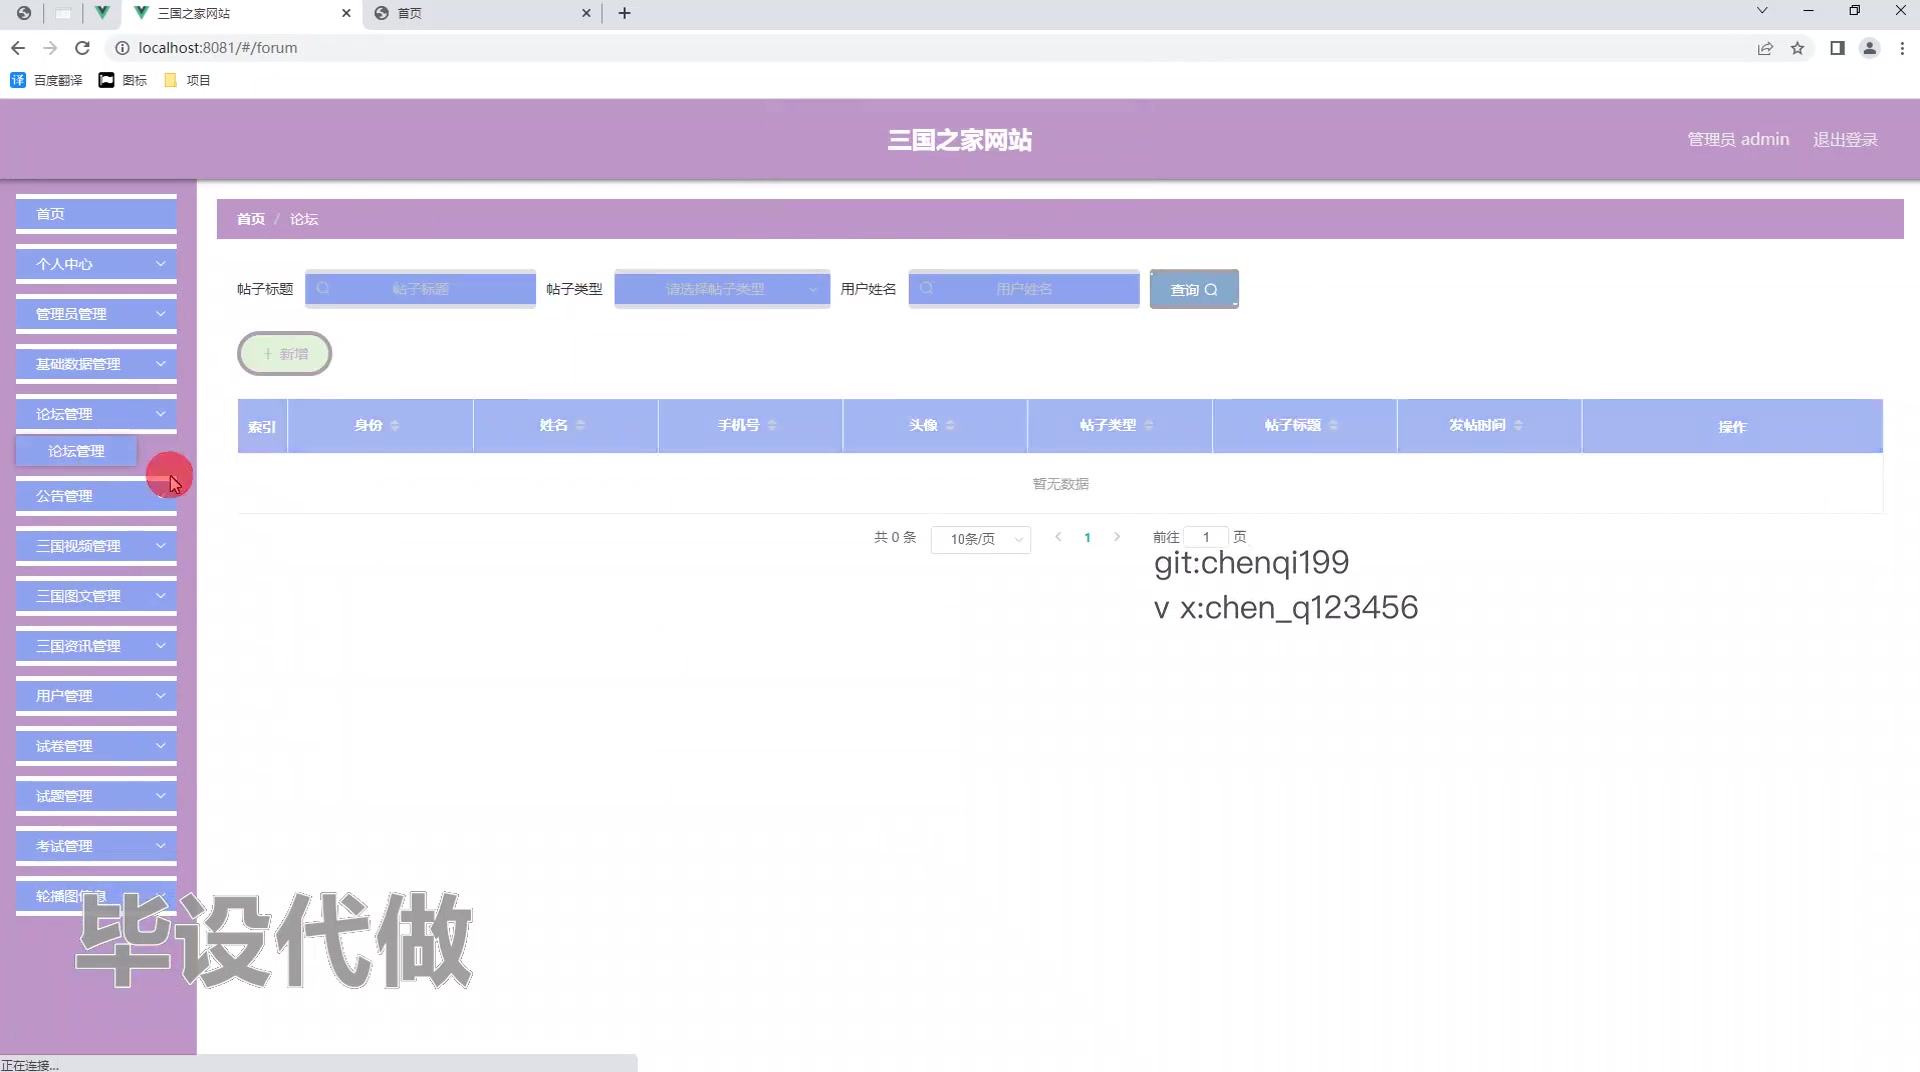 三国之家网站
首页
localhost:8081/#/forum
百度翻译
图标
项目
三国之家网站
管理员 admin
退出登录
首页
个人中心
管理员管理
基础数据管理
论坛管理
论坛管理
公告管理
三国视频管理
三国图文管理
三国资讯管理
用户管理
试卷管理
试题管理
考试管理
轮播图信息
首页 / 论坛
帖子标题 帖子标题 帖子类型 请选择帖子类型 用户姓名 用户姓名 查询
+ 新增
索引 身份 姓名 手机号 头像 帖子类型 帖子标题 发帖时间 操作
暂无数据
共 0 条 10条/页 1 前往 1 页
git:chenqi199
v x:chen_q123456
毕设代做
正在连接...